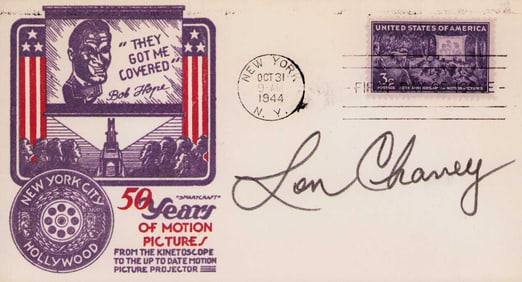 "THEY
GOT ME
COVERED"
Bob Hope
NEW YORK CITY
HOLLYWOOD
"SMARTCRAFT"
50 Years
OF MOTION
PICTURES
FROM THE KINETOSCOPE
TO THE UP TO DATE MOTION
PICTURE PROJECTOR
NEW YORK
OCT 31
9-AM
1944
N. Y.
UNITED STATES OF AMERICA
3¢
POSTAGE
Lon Chaney